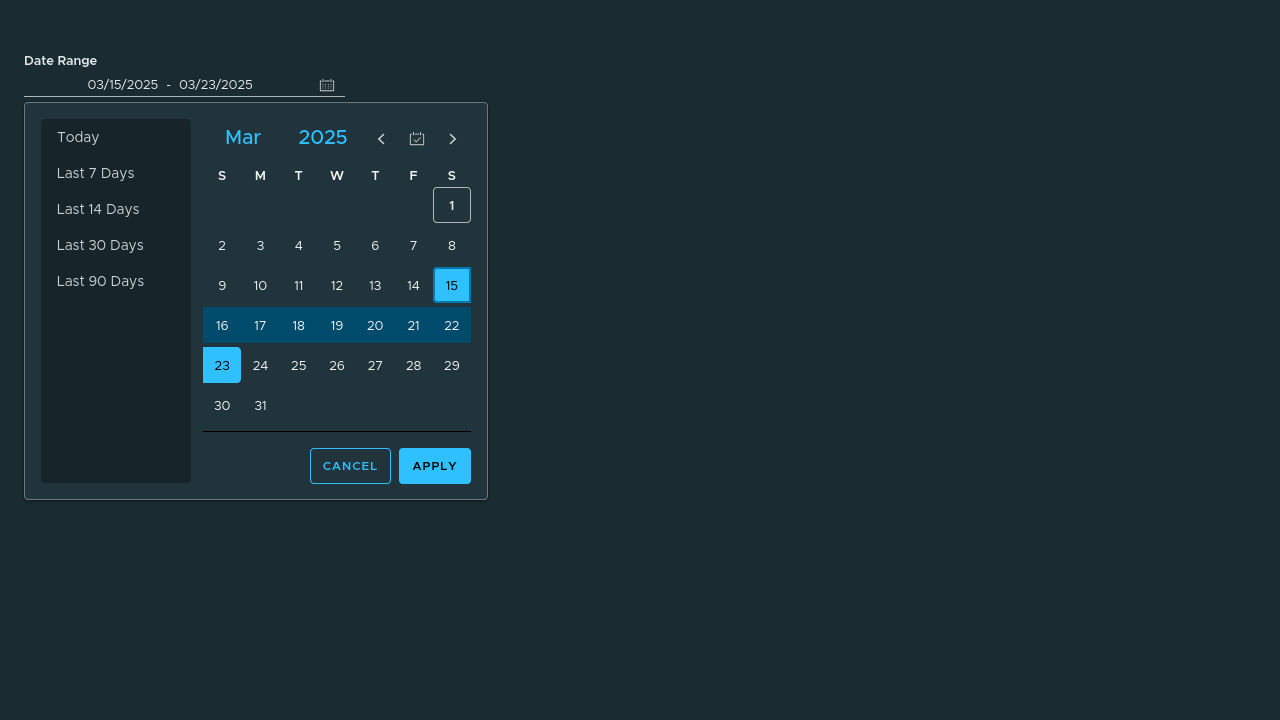 Date Range
03/15/2025 - 03/23/2025
Today
Last 7 Days
Last 14 Days
Last 30 Days
Last 90 Days
Mar 2025
S M T W T F S
1
2 3 4 5 6 7 8
9 10 11 12 13 14 15
16 17 18 19 20 21 22
23 24 25 26 27 28 29
30 31
CANCEL APPLY